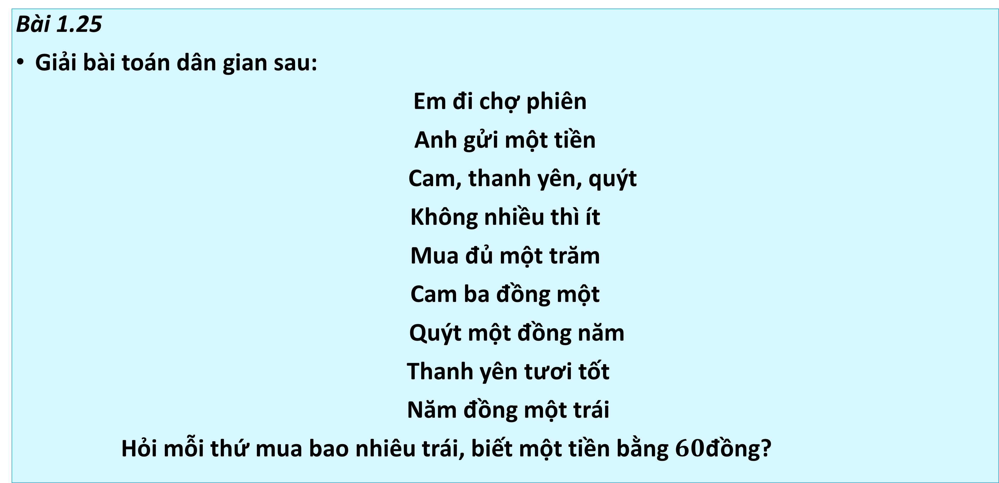 Bài 1.25
• Giải bài toán dân gian sau:
Em đi chợ phiên
Anh gửi một tiền
Cam, thanh yên, quýt
Không nhiều thì ít
Mua đủ một trăm
Cam ba đồng một
Quýt một đồng năm
Thanh yên tươi tốt
Năm đồng một trái
Hỏi mỗi thứ mua bao nhiêu trái, biết một tiền bằng 60đồng?